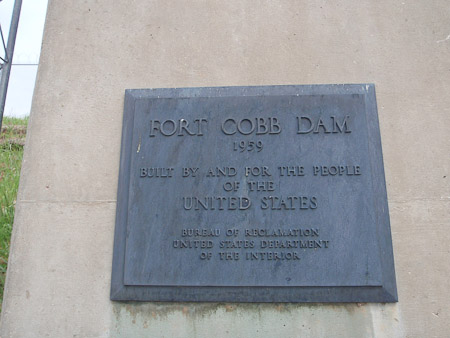 FORT COBB DAM
1959
BUILT BY AND FOR THE PEOPLE
OF THE
UNITED STATES
BUREAU OF RECLAMATION
UNITED STATES DEPARTMENT
OF THE INTERIOR